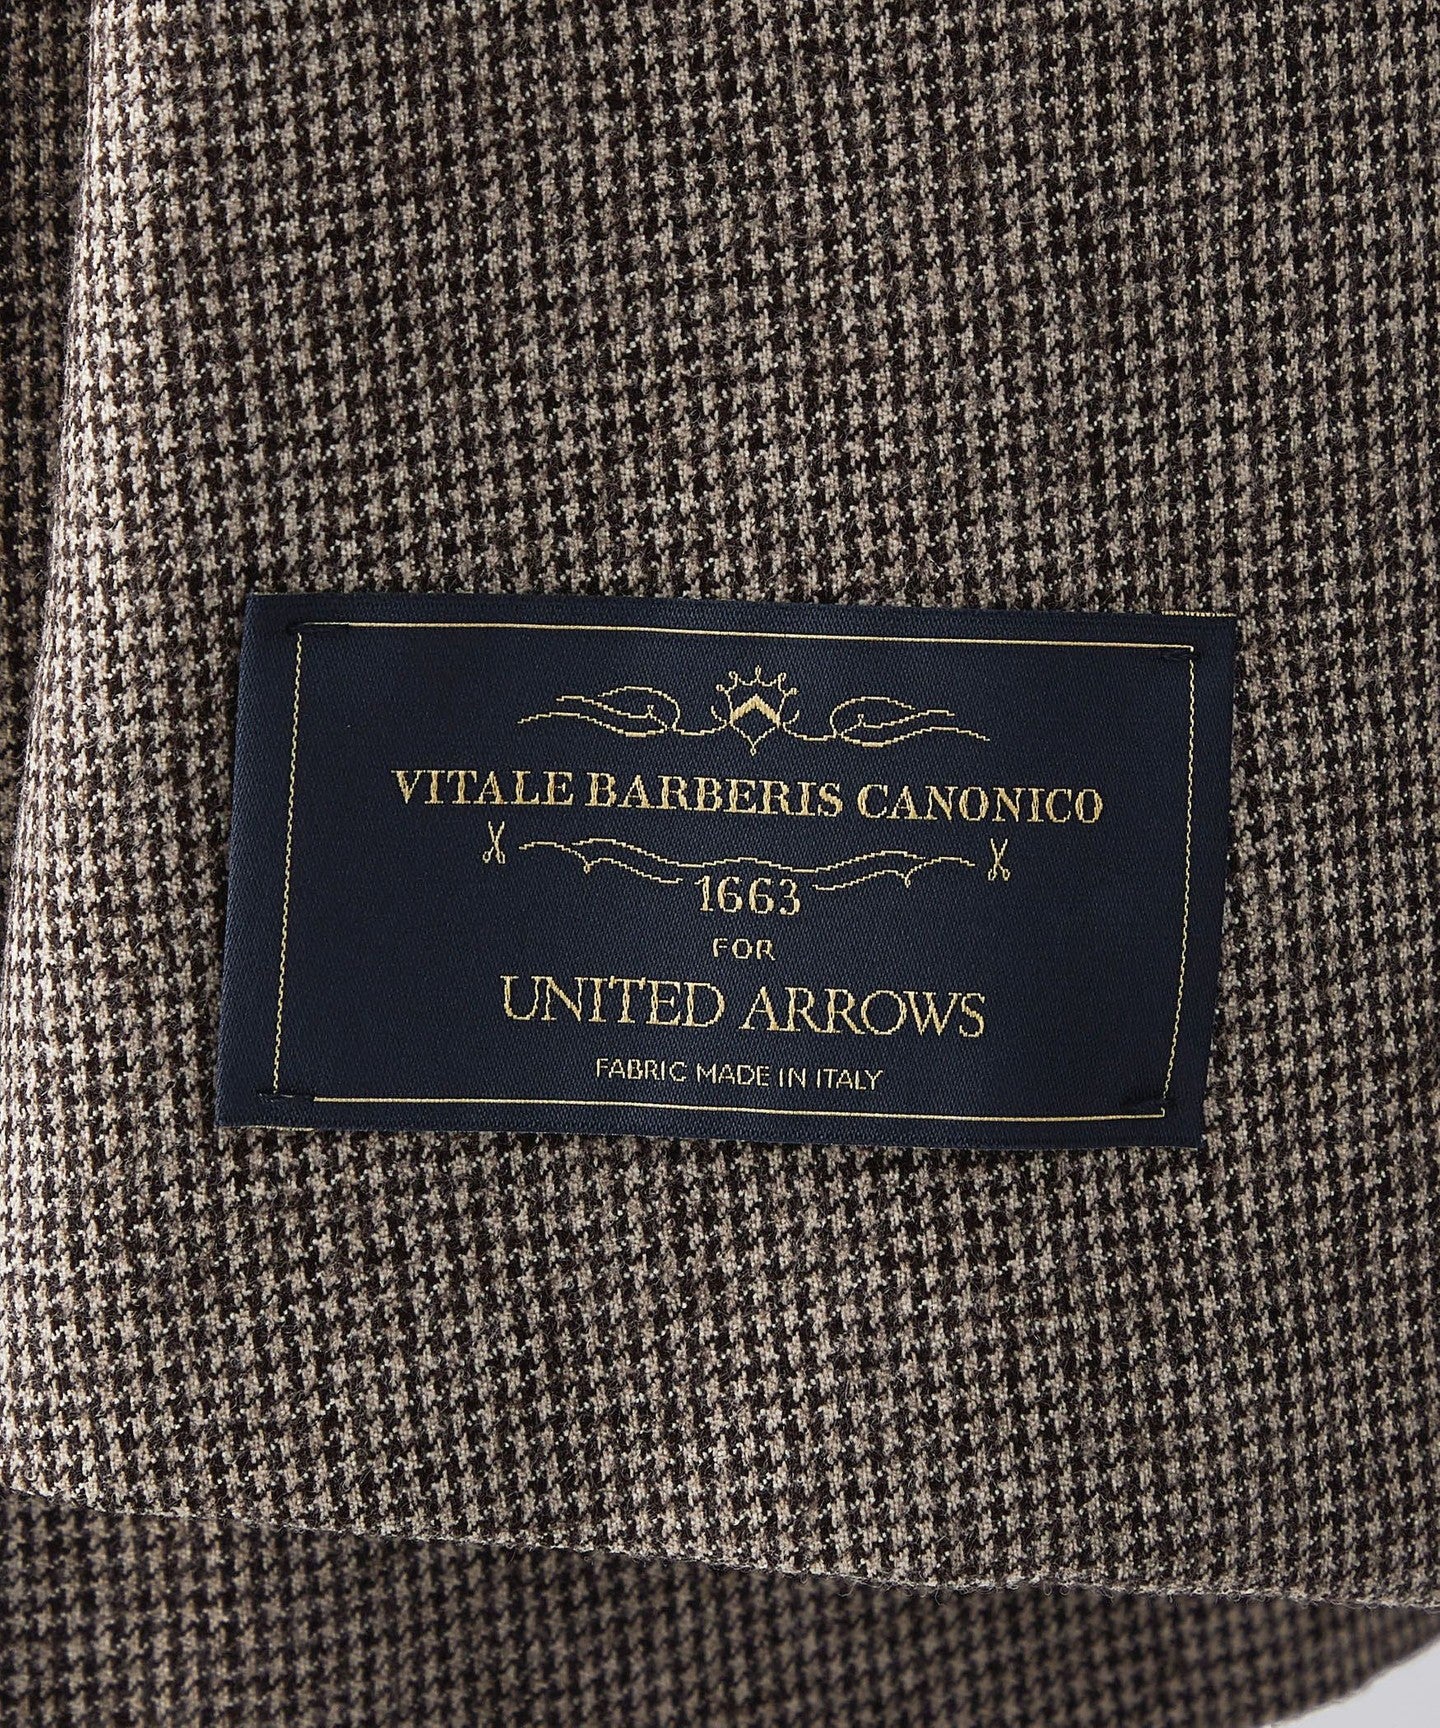 VITALE BARBERIS CANONICO
1663
FOR
UNITED ARROWS
FABRIC MADE IN ITALY